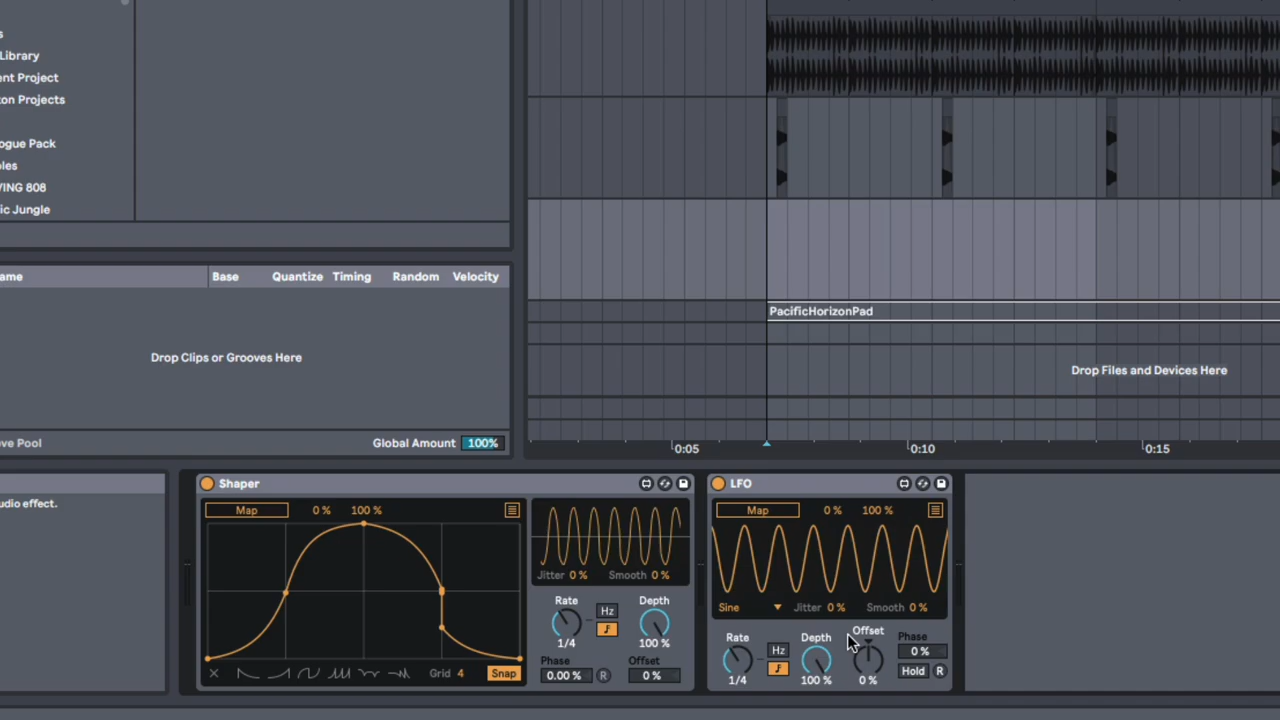 s
Library
ent Project
on Projects
ogue Pack
les
VING 808
ic Jungle
ame Base Quantize Timing Random Velocity
Drop Clips or Grooves Here
ve Pool Global Amount 100%
PacificHorizonPad
Drop Files and Devices Here
0:05 0:10 0:15
udio effect.
Shaper
Map 0 % 100 %
Jitter 0 % Smooth 0 %
Rate Hz Depth
1/4 100 %
Phase Offset
0.00 % R 0 %
Grid 4 Snap
LFO
Map 0 % 100 %
Sine Jitter 0 % Smooth 0 %
Rate Hz Depth Offset Phase
0 %
Hold R
1/4 100 % 0 %